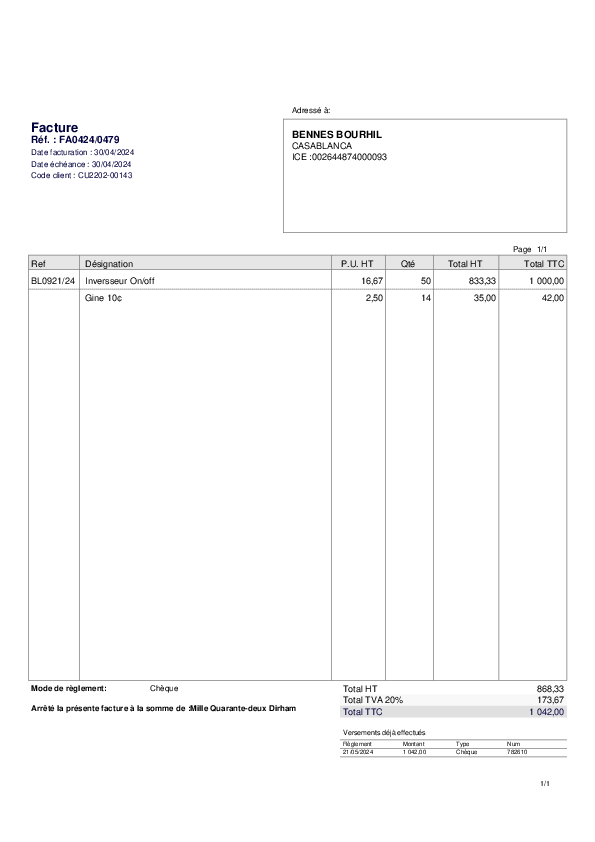 Adressé à:
Facture
Réf. : FA0424/0479
Date facturation : 30/04/2024
Date échéance : 30/04/2024
Code client : CU2202-00143
BENNES BOURHIL
CASABLANCA
ICE :002644874000093
Page 1/1
Ref Désignation P.U. HT Qté Total HT Total TTC
BL0921/24 Inversseur On/off 16,67 50 833,33 1 000,00
Gine 10¢ 2,50 14 35,00 42,00
Mode de règlement: Chèque
Arrêté la présente facture à la somme de :Mille Quarante-deux Dirham
Total HT 868,33
Total TVA 20% 173,67
Total TTC 1 042,00
Versements déjà effectués
Règlement Montant Type Num
21/05/2024 1 042,00 Chèque 782610
1/1